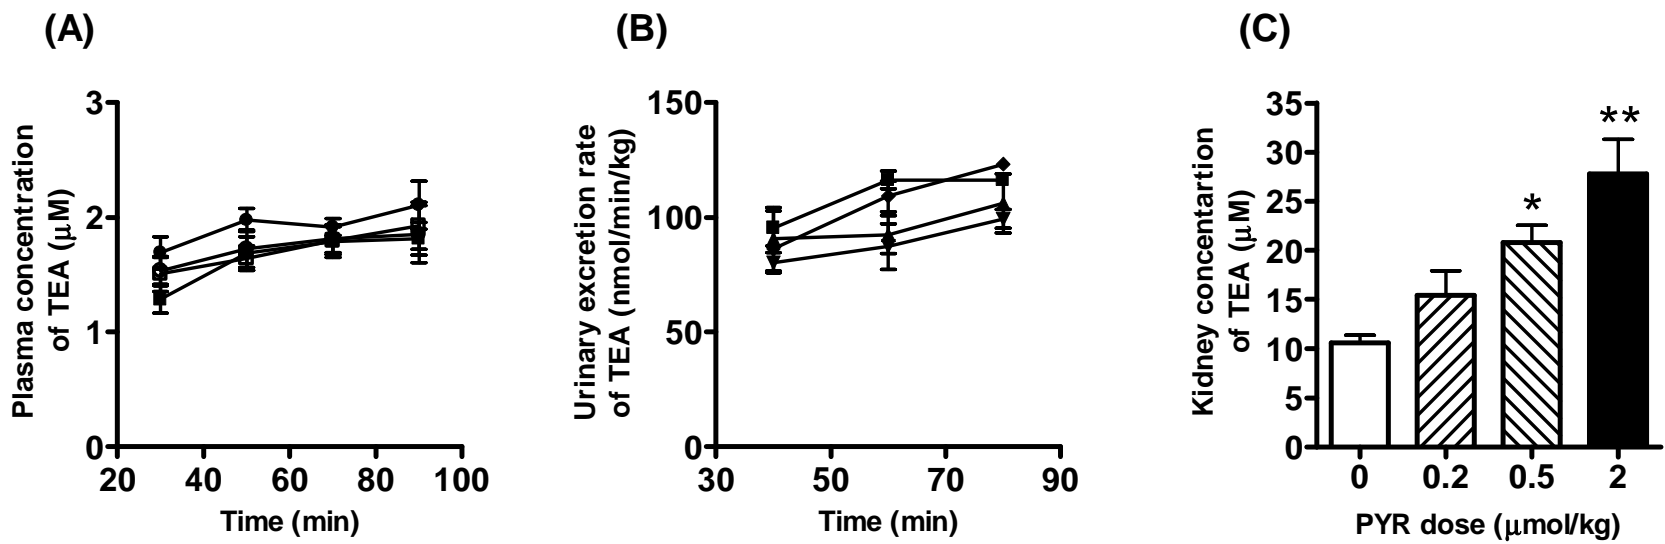 (A)
Plasma concentration
of TEA (μM)
3
2
1
0
20
40
60
80
100
Time (min)
(B)
Urinary excretion rate
of TEA (nmol/min/kg)
150
100
50
0
30
50
70
90
Time (min)
(C)
Kidney concentartion
of TEA (μM)
35
30
25
20
15
10
5
0
*
**
0
0.2
0.5
2
PYR dose (μmol/kg)